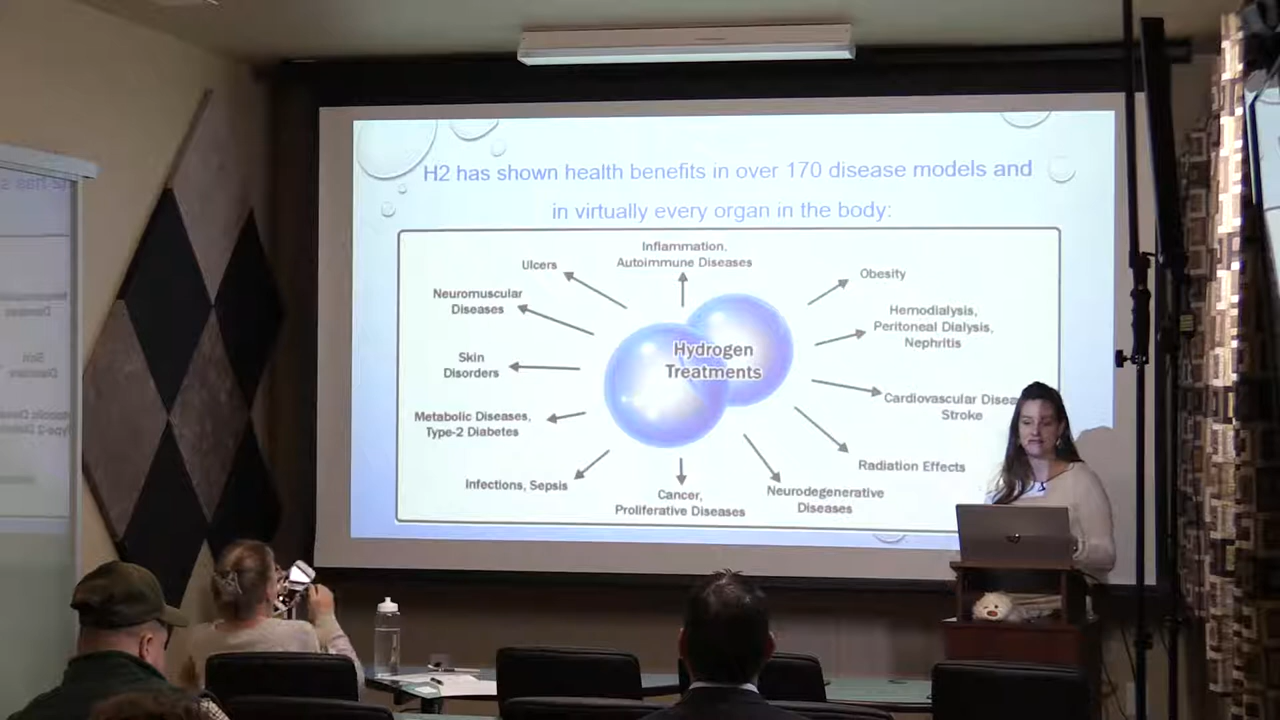 H2 has shown health benefits in over 170 disease models and
in virtually every organ in the body:
Inflammation,
Autoimmune Diseases
Ulcers
Obesity
Neuromuscular
Diseases
Hemodialysis,
Peritoneal Dialysis,
Nephritis
Hydrogen
Treatments
Skin
Disorders
Cardiovascular Disea
Stroke
Metabolic Diseases,
Type-2 Diabetes
Radiation Effects
Infections, Sepsis
Cancer,
Proliferative Diseases
Neurodegenerative
Diseases